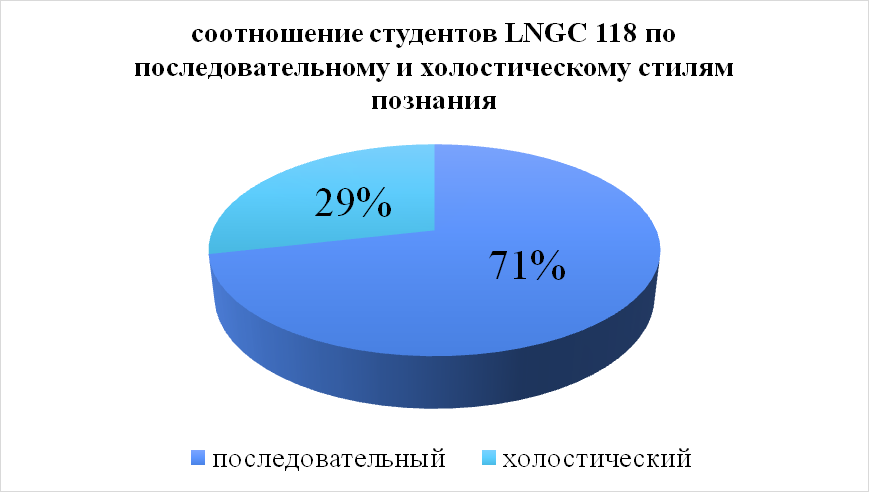 соотношение студентов LNGC 118 по
последовательному и холостическому стилям
познания
29%
71%
последовательный холостический